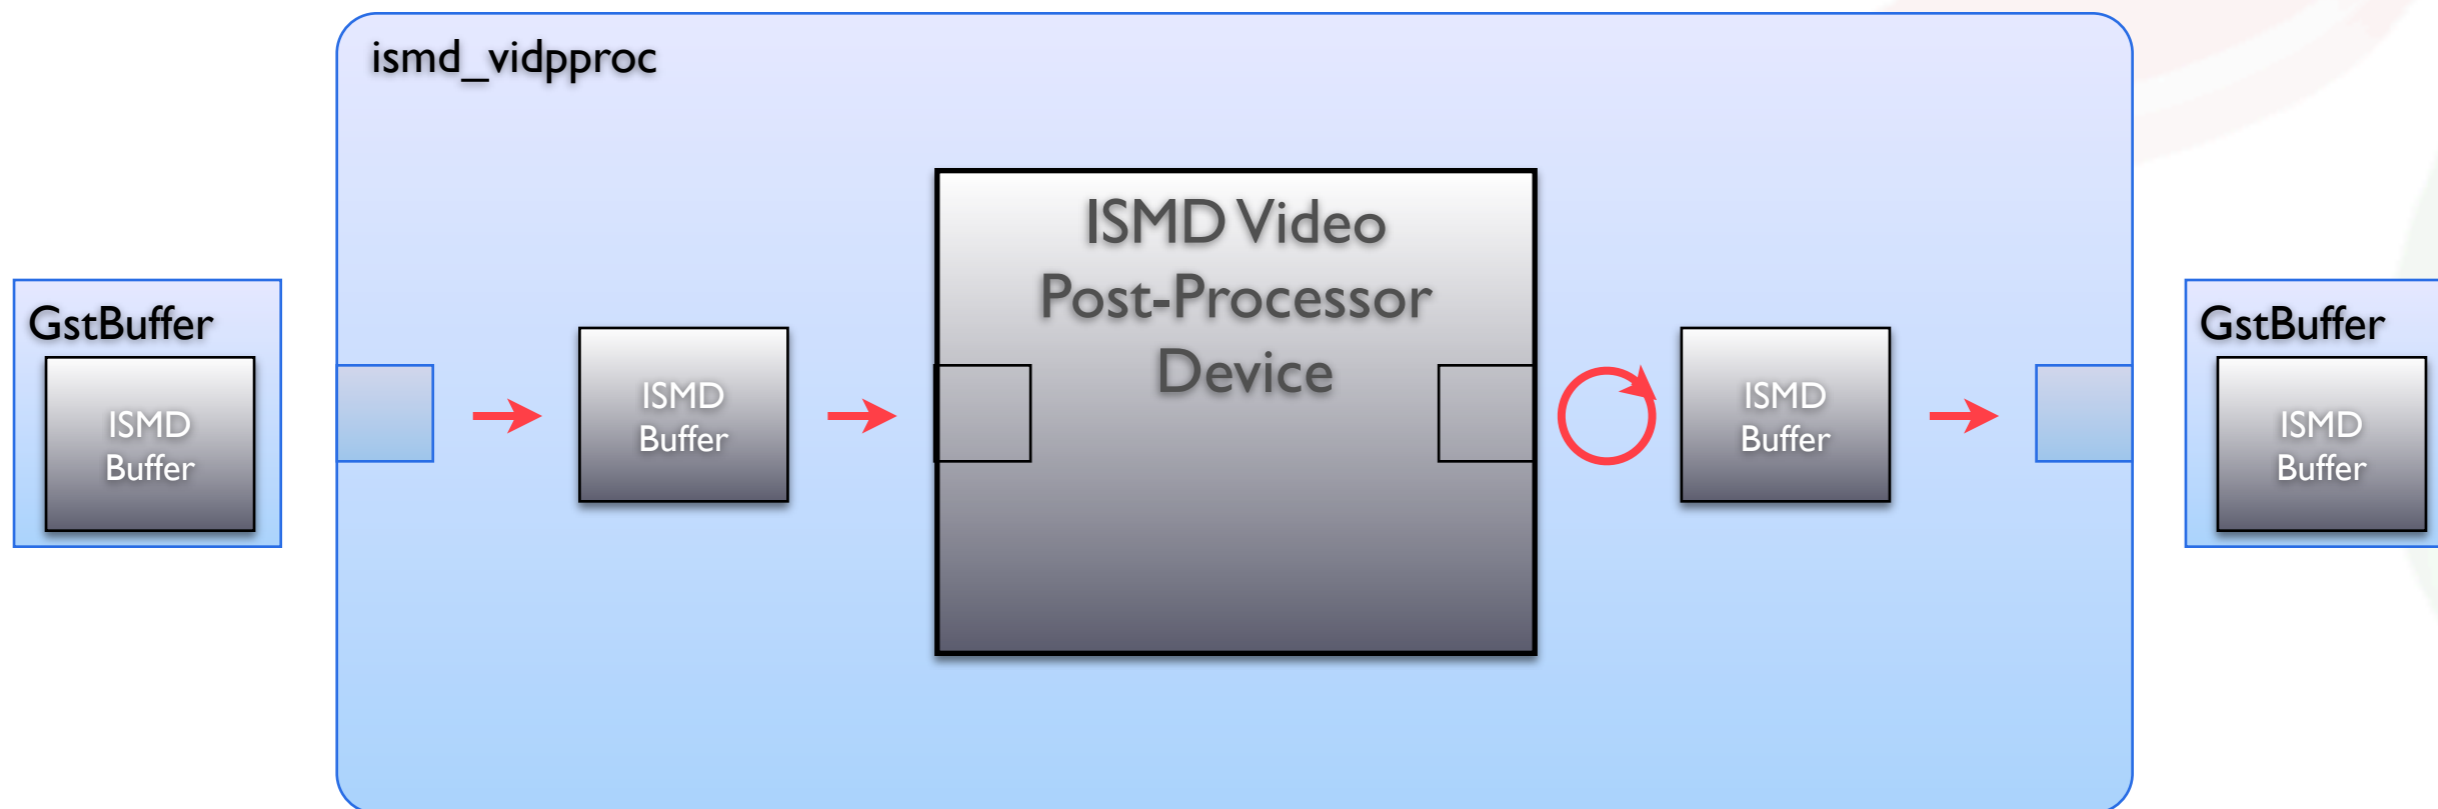 ismd_vidpproc
GstBuffer
ISMD
Buffer
ISMD
Buffer
ISMD Video
Post-Processor
Device
ISMD
Buffer
GstBuffer
ISMD
Buffer